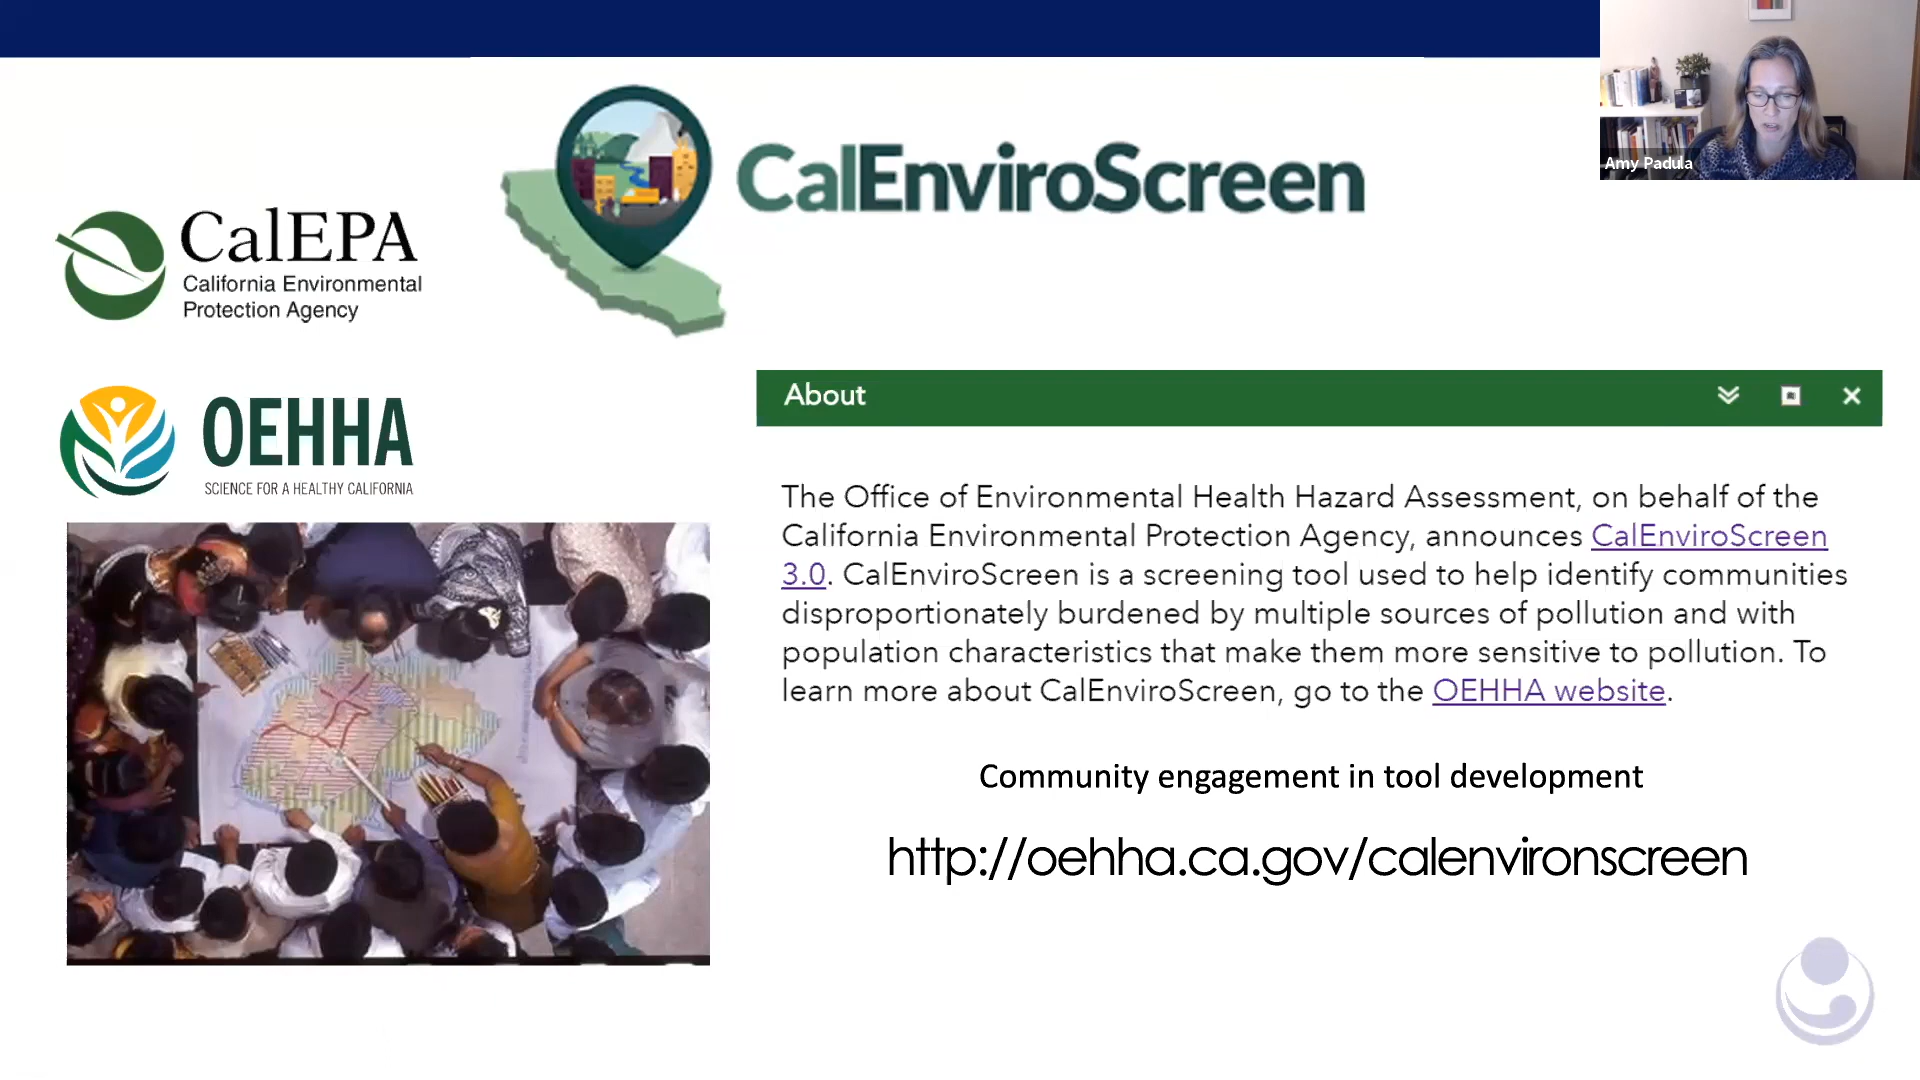 CalEnviroScreen
Amy Padula
CalEPA
California Environmental
Protection Agency
OEHHA
SCIENCE FOR A HEALTHY CALIFORNIA
About
The Office of Environmental Health Hazard Assessment, on behalf of the
California Environmental Protection Agency, announces CalEnviroScreen
3.0. CalEnviroScreen is a screening tool used to help identify communities
disproportionately burdened by multiple sources of pollution and with
population characteristics that make them more sensitive to pollution. To
learn more about CalEnviroScreen, go to the OEHHA website.
Community engagement in tool development
http://oehha.ca.gov/calenvironscreen